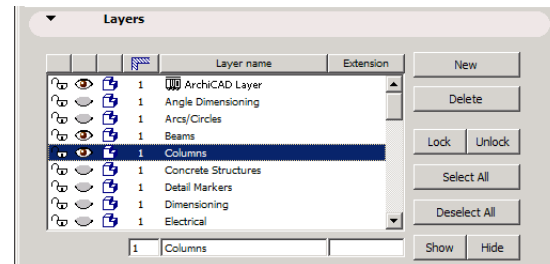 Layers
Layer name Extension New
1 ArchiCAD Layer
1 Angle Dimensioning Delete
1 Arcs/Circles
1 Beams Lock Unlock
1 Columns
1 Concrete Structures Select All
1 Detail Markers
1 Dimensioning Deselect All
1 Electrical
1 Columns Show Hide